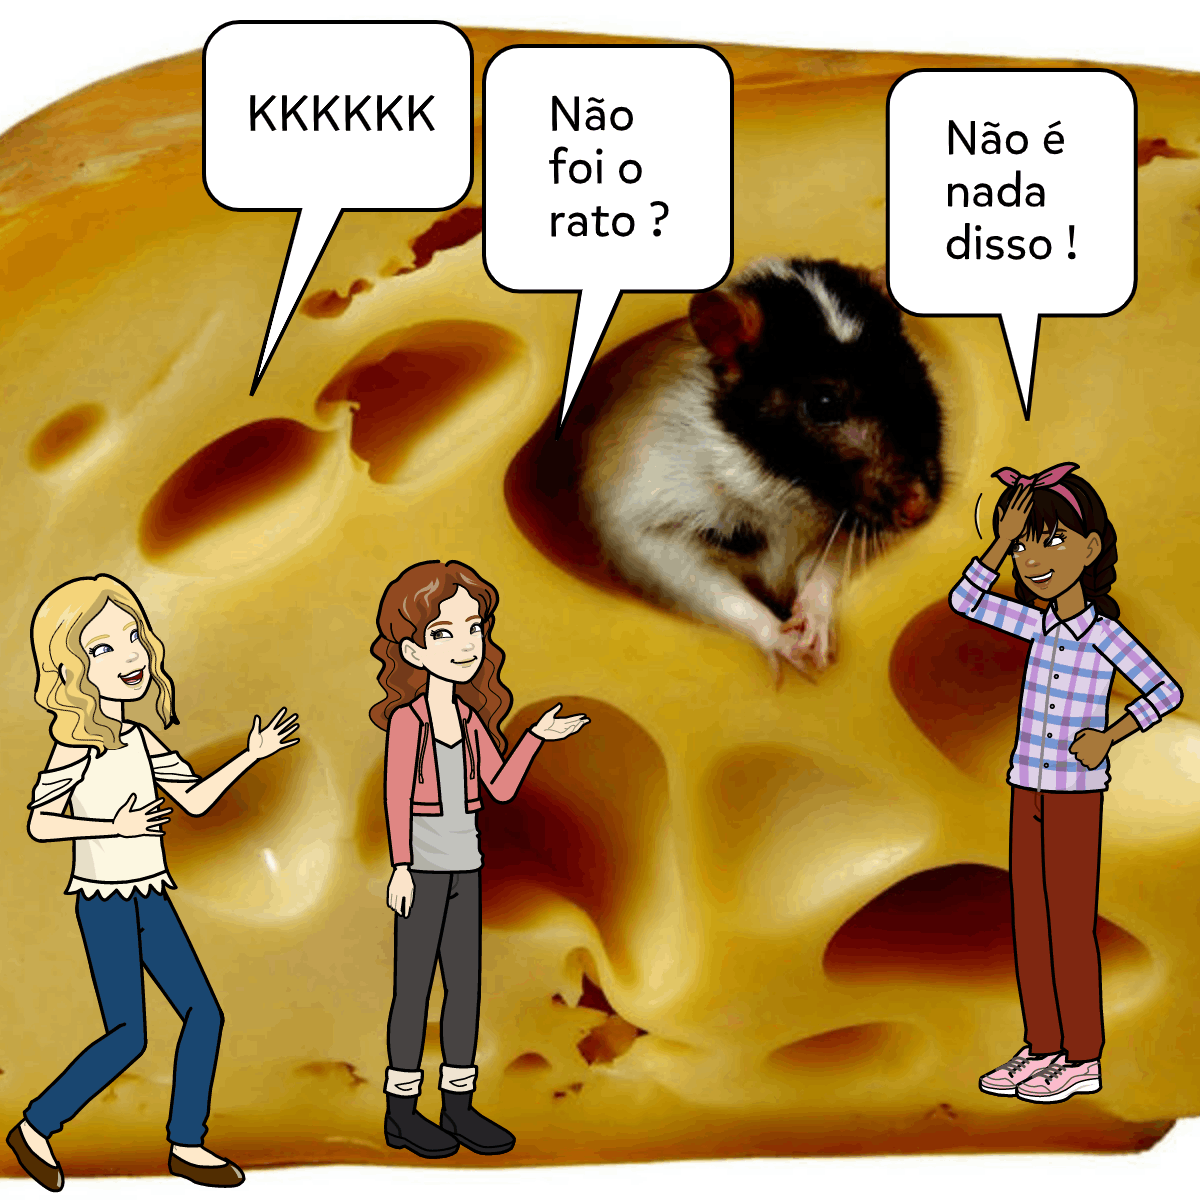 KKKKKK
Não
foi o
rato ?
Não é
nada
disso !